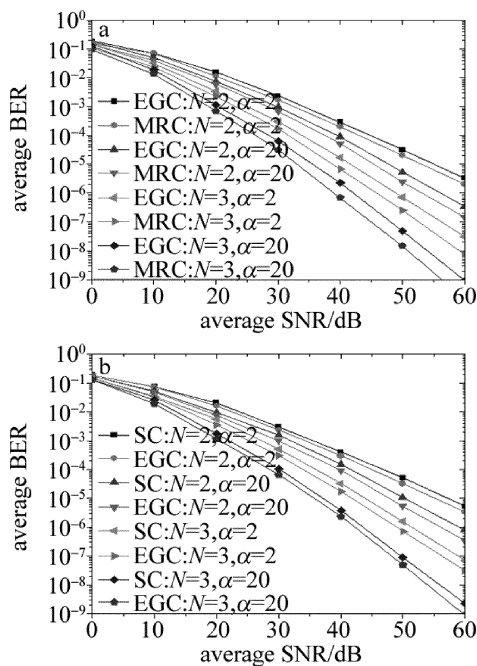 a
10⁰
10⁻¹
10⁻²
10⁻³
10⁻⁴
10⁻⁵
10⁻⁶
10⁻⁷
10⁻⁸
10⁻⁹
average BER
EGC:N=2,α=2
MRC:N=2,α=2
EGC:N=2,α=20
MRC:N=2,α=20
EGC:N=3,α=2
MRC:N=3,α=2
EGC:N=3,α=20
MRC:N=3,α=20
0 10 20 30 40 50 60
average SNR/dB
b
10⁰
10⁻¹
10⁻²
10⁻³
10⁻⁴
10⁻⁵
10⁻⁶
10⁻⁷
10⁻⁸
10⁻⁹
average BER
SC:N=2,α=2
EGC:N=2,α=2
SC:N=2,α=20
EGC:N=2,α=20
SC:N=3,α=2
EGC:N=3,α=2
SC:N=3,α=20
EGC:N=3,α=20
0 10 20 30 40 50 60
average SNR/dB